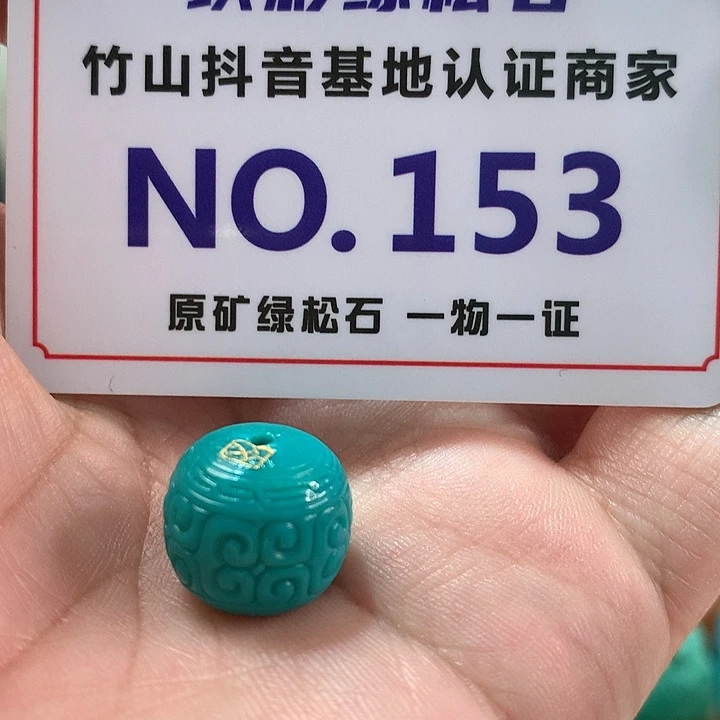 竹山抖音基地认证商家
NO.153
原矿绿松石 一物一证